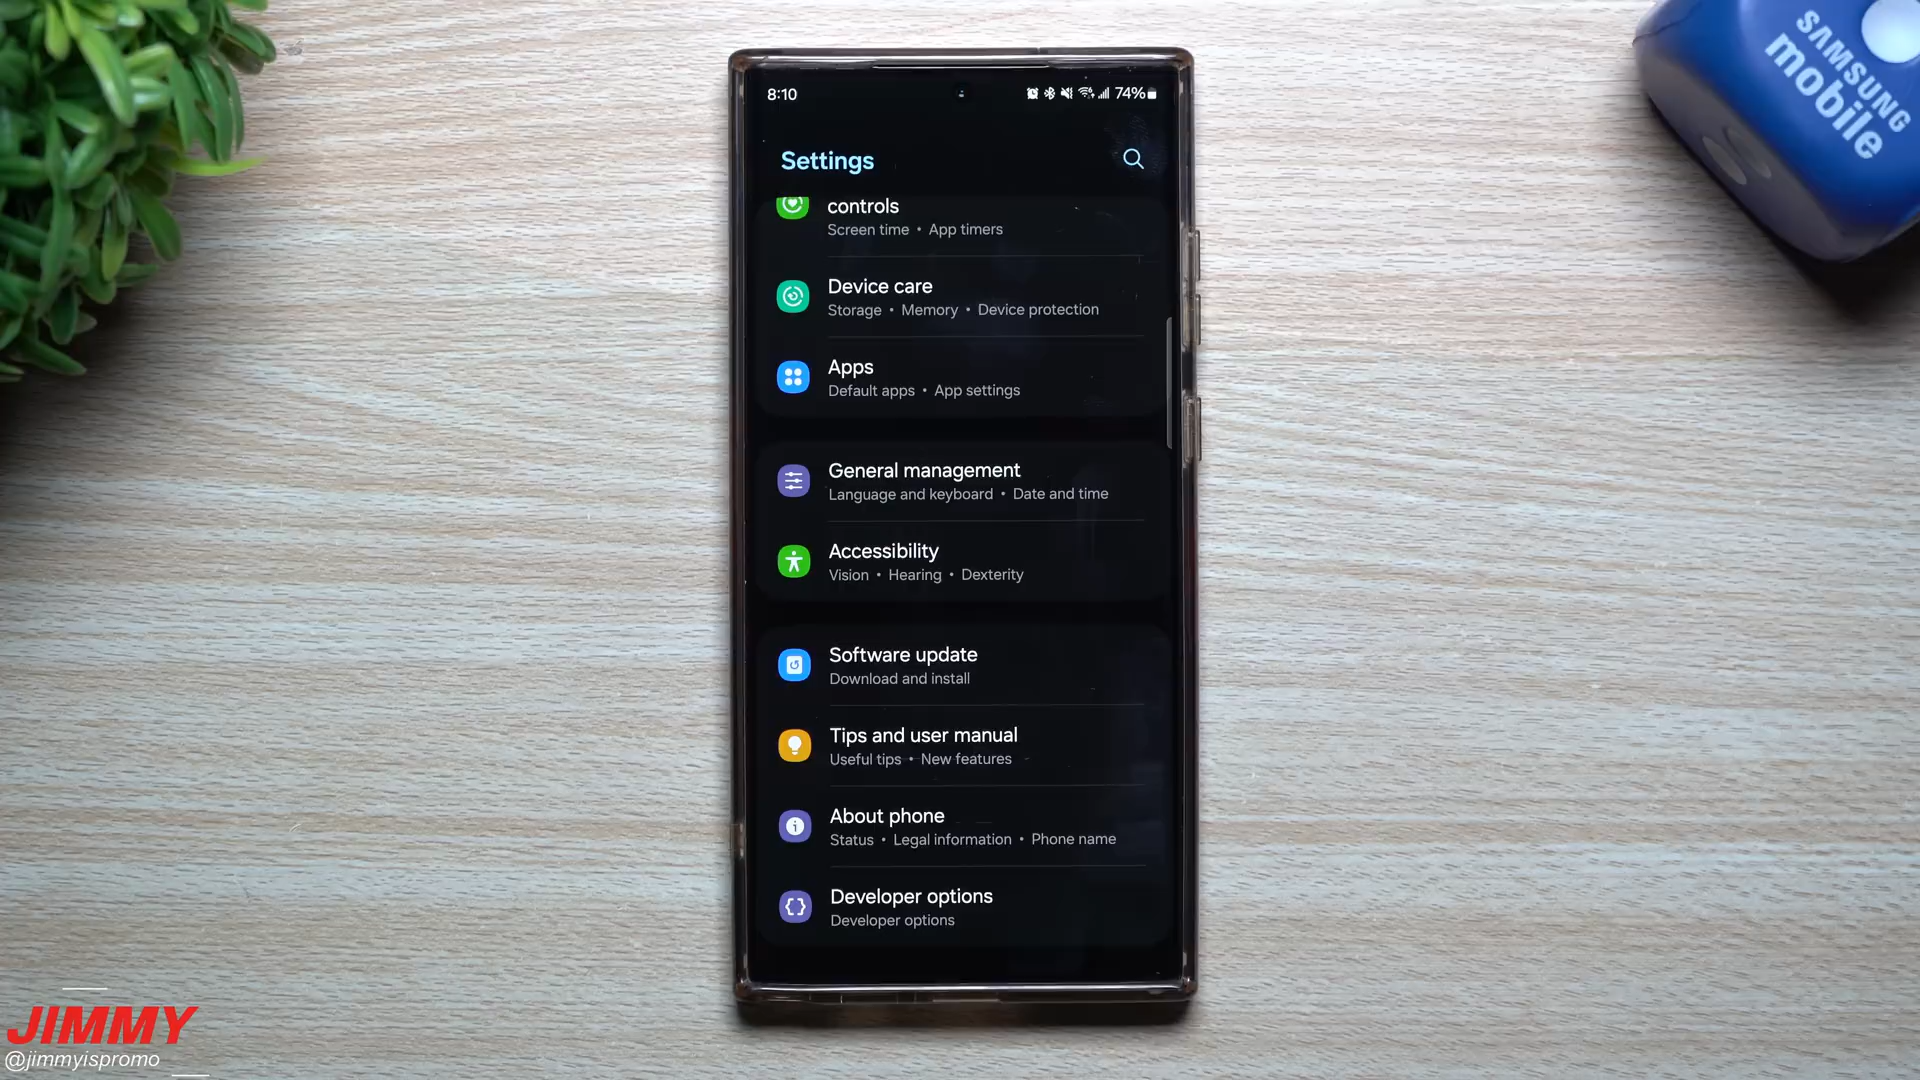 8:10
74%
Settings
controls
Screen time • App timers
Device care
Storage • Memory • Device protection
Apps
Default apps • App settings
General management
Language and keyboard • Date and time
Accessibility
Vision • Hearing • Dexterity
Software update
Download and install
Tips and user manual
Useful tips • New features
About phone
Status • Legal information • Phone name
Developer options
Developer options
SAMSUNG
mobile
JIMMY
@jimmyispromo